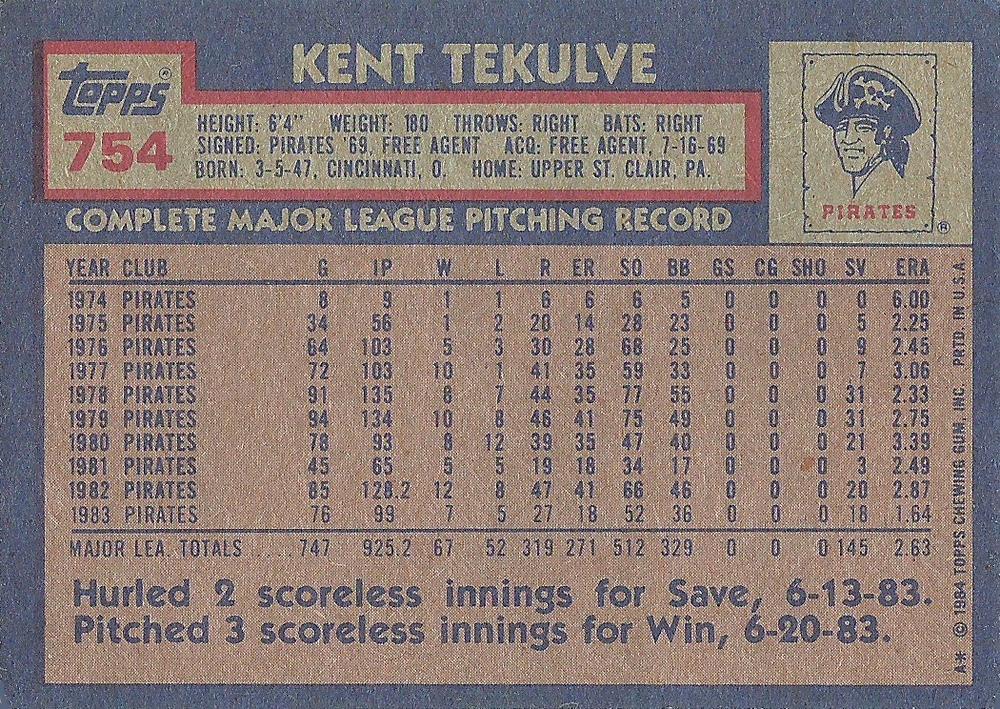 KENT TEKULVE
Topps®
754
HEIGHT: 6'4" WEIGHT: 180 THROWS: RIGHT BATS: RIGHT
SIGNED: PIRATES '69, FREE AGENT ACQ: FREE AGENT, 7-16-69
BORN: 3-5-47, CINCINNATI, O. HOME: UPPER ST. CLAIR, PA.
PIRATES ®
COMPLETE MAJOR LEAGUE PITCHING RECORD
YEAR CLUB G IP W L R ER SO BB GS CG SHO SV ERA
1974 PIRATES 8 9 1 1 6 6 6 5 0 0 0 0 6.00
1975 PIRATES 34 56 1 2 20 14 28 23 0 0 0 5 2.25
1976 PIRATES 64 103 5 3 30 28 68 25 0 0 0 9 2.45
1977 PIRATES 72 103 10 1 41 35 59 33 0 0 0 7 3.06
1978 PIRATES 91 135 8 7 44 35 77 55 0 0 0 31 2.33
1979 PIRATES 94 134 10 8 46 41 75 49 0 0 0 31 2.75
1980 PIRATES 78 93 8 12 39 35 47 40 0 0 0 21 3.39
1981 PIRATES 45 65 5 5 19 18 34 17 0 0 0 3 2.49
1982 PIRATES 85 128.2 12 8 47 41 66 46 0 0 0 20 2.87
1983 PIRATES 76 99 7 5 27 18 52 36 0 0 0 18 1.64
MAJOR LEA. TOTALS ..... 747 925.2 67 52 319 271 512 329 0 0 0 145 2.63
Hurled 2 scoreless innings for Save, 6-13-83.
Pitched 3 scoreless innings for Win, 6-20-83.
A* © 1984 TOPPS CHEWING GUM, INC. PRTD. IN U.S.A.